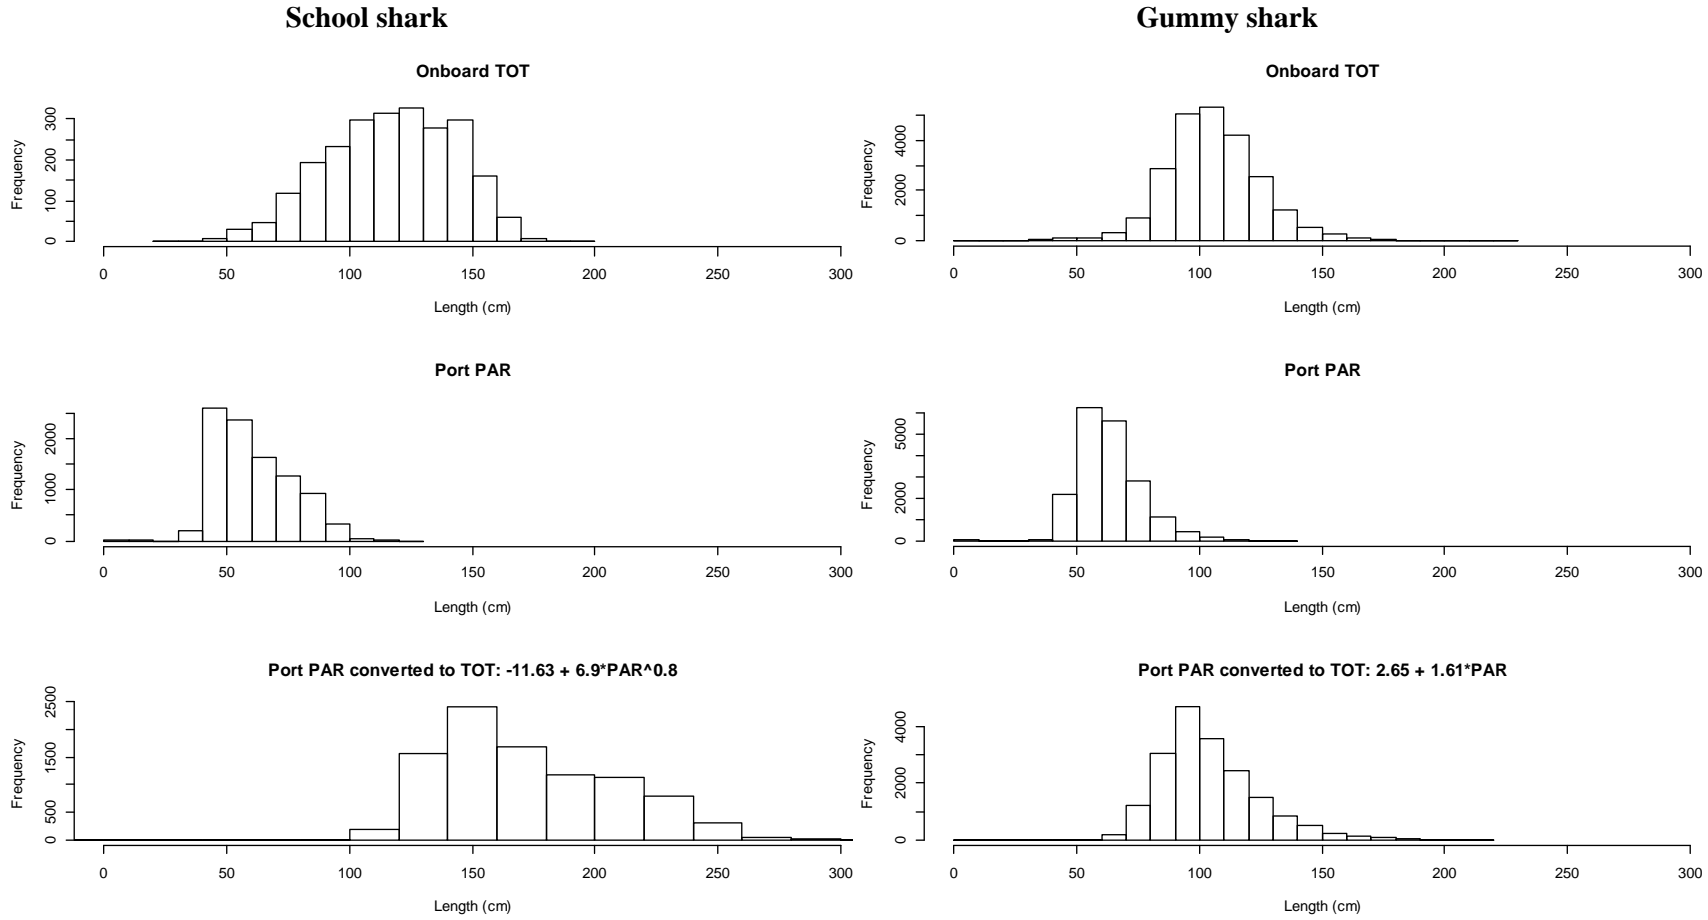 School shark
Gummy shark
Onboard TOT
Frequency
0 100 200 300
0 50 100 150 200 250 300
Length (cm)
Onboard TOT
Frequency
0 2000 4000
0 50 100 150 200 250 300
Length (cm)
Port PAR
Frequency
0 1000 2000
0 50 100 150 200 250 300
Length (cm)
Port PAR
Frequency
0 2000 5000
0 50 100 150 200 250 300
Length (cm)
Port PAR converted to TOT: -11.63 + 6.9*PAR^0.8
Frequency
0 500 1500 2500
0 50 100 150 200 250 300
Length (cm)
Port PAR converted to TOT: 2.65 + 1.61*PAR
Frequency
0 2000 4000
0 50 100 150 200 250 300
Length (cm)